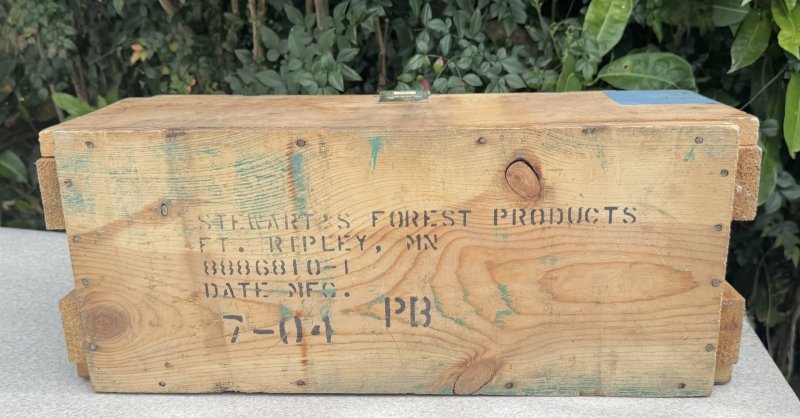 STEWART'S FOREST PRODUCTS
FT. RIPLEY, MN
8886810-1
DATE MFG.
7-04 PB